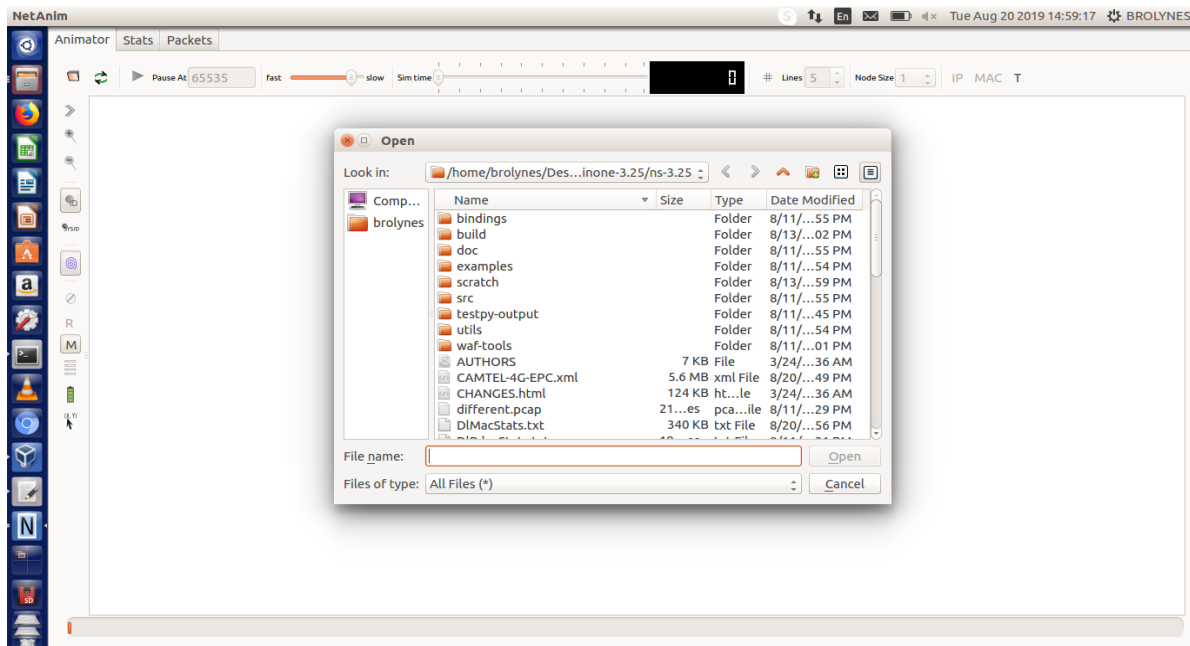 NetAnim En Tue Aug 20 2019 14:59:17 BROLYNES
Animator Stats Packets
Pause At 65535 fast slow Sim time 0 # Lines 5 Node Size 1 IP MAC T
Open
Look in: /home/brolynes/Des...inone-3.25/ns-3.25
Comp...
brolynes
Name Size Type Date Modified
bindings Folder 8/11/...55 PM
build Folder 8/13/...02 PM
doc Folder 8/11/...55 PM
examples Folder 8/11/...54 PM
scratch Folder 8/13/...59 PM
src Folder 8/11/...55 PM
testpy-output Folder 8/11/...45 PM
utils Folder 8/11/...54 PM
waf-tools Folder 8/11/...01 PM
AUTHORS 7 KB File 3/24/...36 AM
CAMTEL-4G-EPC.xml 5.6 MB xml File 8/20/...49 PM
CHANGES.html 124 KB ht...le 3/24/...36 AM
different.pcap 21...es pca...ile 8/11/...29 PM
DlMacStats.txt 340 KB txt File 8/20/...56 PM
File name: Open
Files of type: All Files (*) Cancel
ID
SYSID
R
M
(X,Y)
a
N
SD